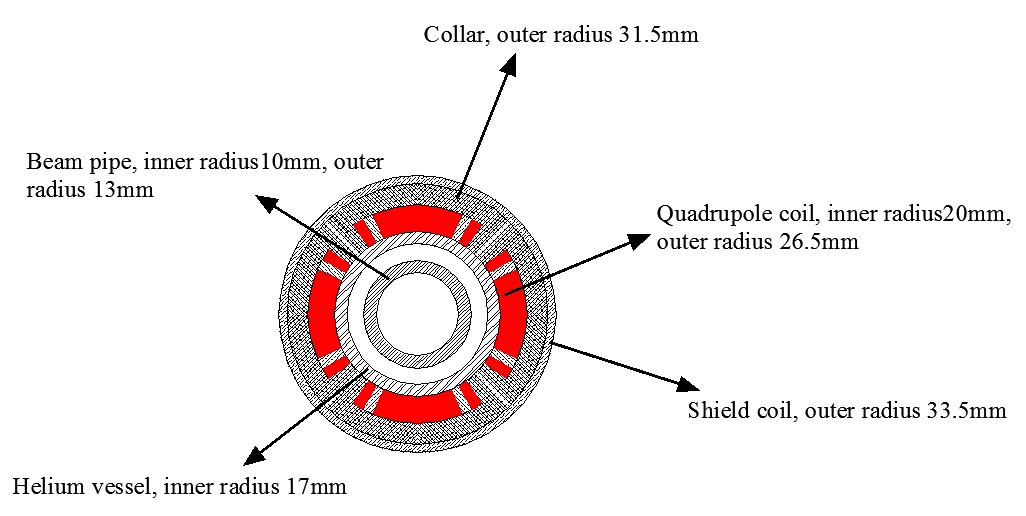 Collar, outer radius 31.5mm
Beam pipe, inner radius10mm, outer
radius 13mm
Quadrupole coil, inner radius20mm,
outer radius 26.5mm
Shield coil, outer radius 33.5mm
Helium vessel, inner radius 17mm